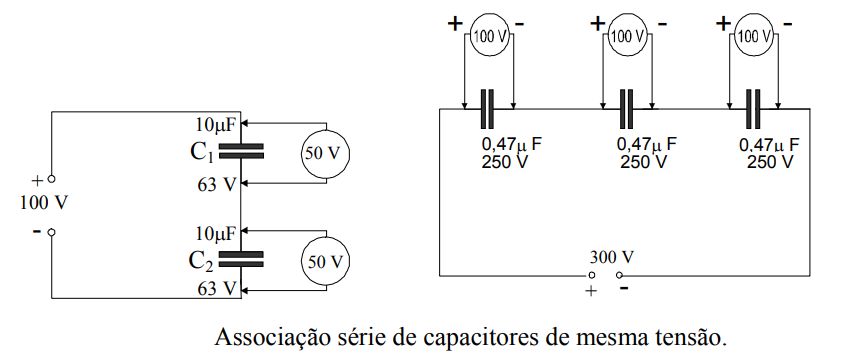 10µF
C1
63 V
50 V
+
100 V
-
10µF
C2
63 V
50 V
+ 100 V -
+ 100 V -
+ 100 V -
0,47µ F
250 V
0,47µ F
250 V
0,47µ F
250 V
300 V
+ -
Associação série de capacitores de mesma tensão.